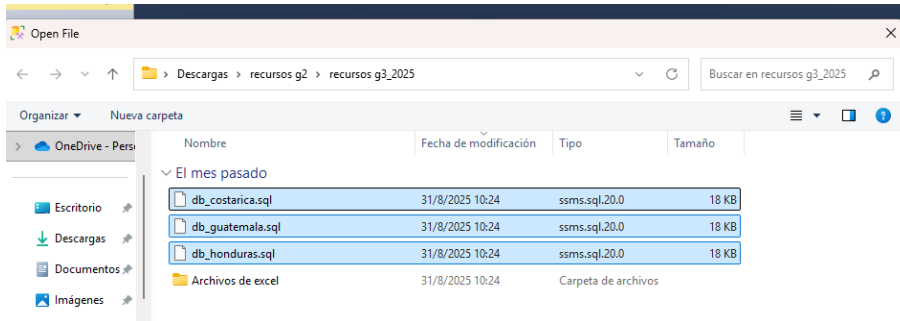 Open File
Descargas > recursos g2 > recursos g3_2025
Buscar en recursos g3_2025
Organizar
Nueva carpeta
OneDrive - Pers
Nombre
Fecha de modificación
Tipo
Tamaño
El mes pasado
db_costarica.sql 31/8/2025 10:24 ssms.sql.20.0 18 KB
Escritorio
db_guatemala.sql 31/8/2025 10:24 ssms.sql.20.0 18 KB
Descargas
db_honduras.sql 31/8/2025 10:24 ssms.sql.20.0 18 KB
Documentos
Archivos de excel 31/8/2025 10:24 Carpeta de archivos
Imágenes